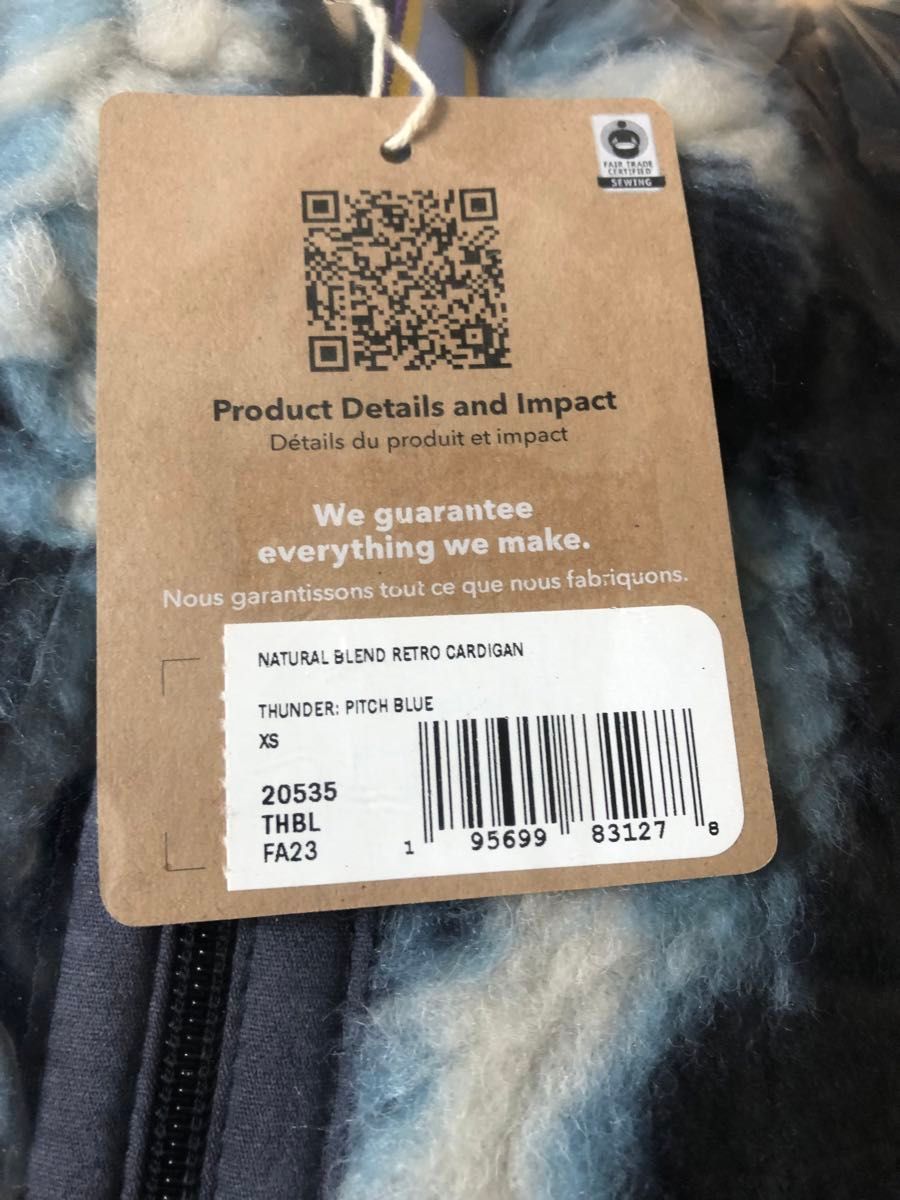 FAIR TRADE
CERTIFIED
SEWING
Product Details and Impact
Détails du produit et impact
We guarantee
everything we make.
Nous garantissons tout ce que nous fabriquons.
NATURAL BLEND RETRO CARDIGAN
THUNDER: PITCH BLUE
XS
20535
THBL
FA23
1 95699 83127 8